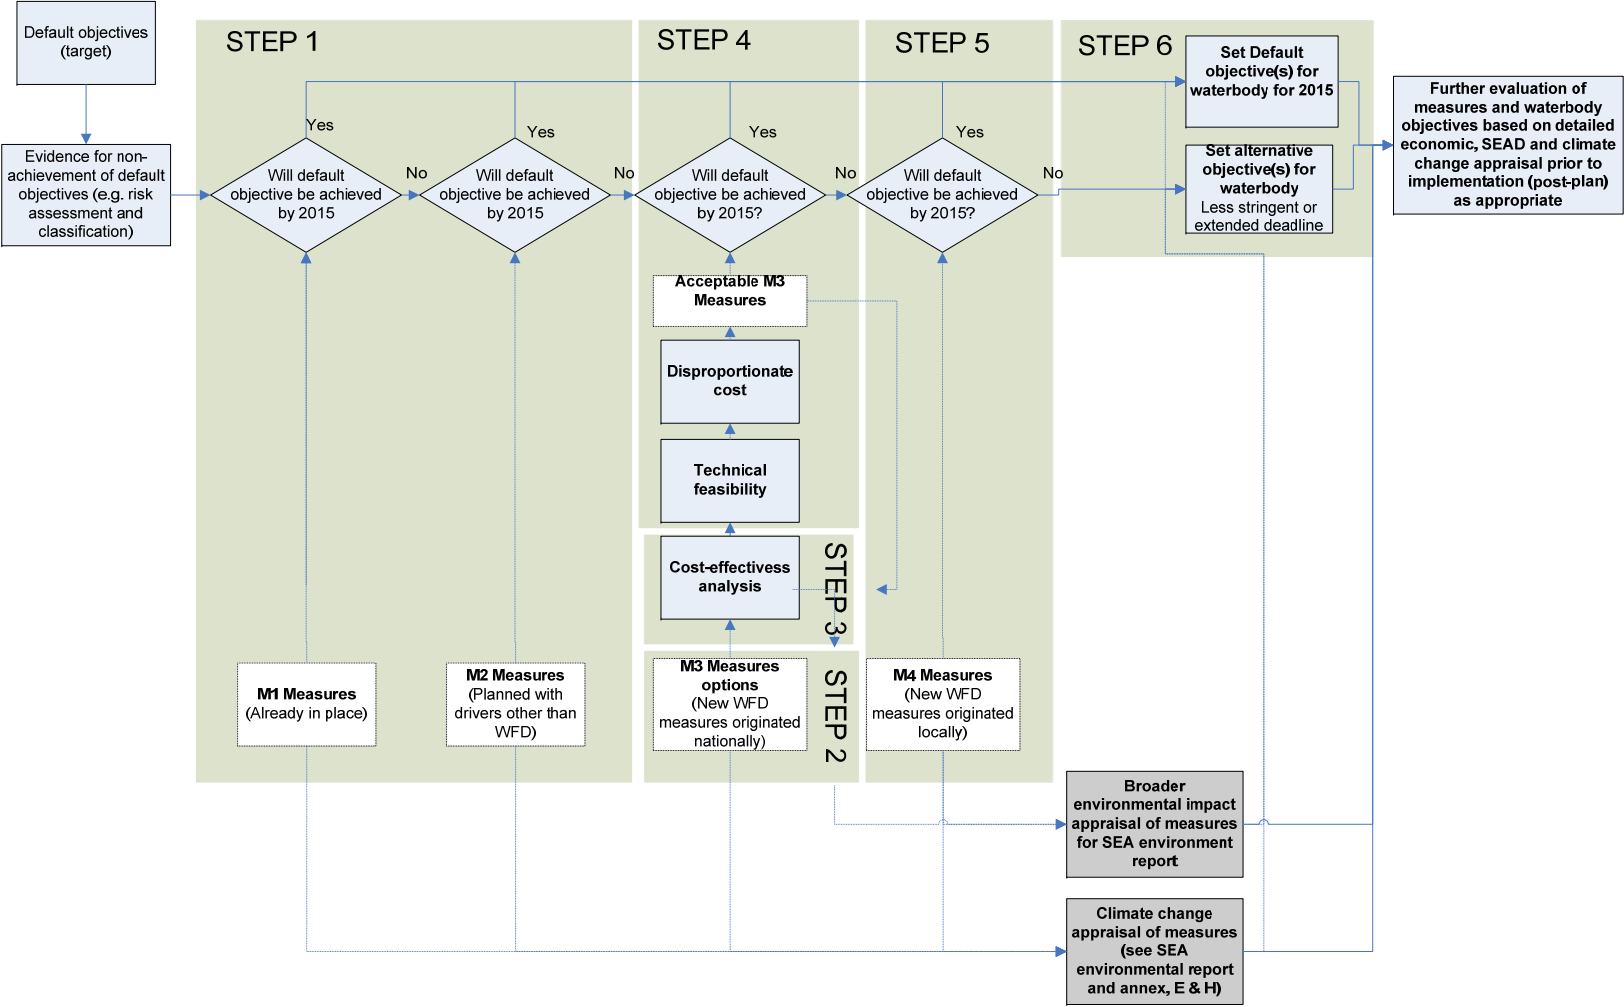 Default objectives
(target)
Evidence for non-
achievement of default
objectives (e.g. risk
assessment and
classification)
STEP 1
Yes
Will default
objective be achieved
by 2015
No
Yes
Will default
objective be achieved
by 2015
No
M1 Measures
(Already in place)
M2 Measures
(Planned with
drivers other than
WFD)
STEP 4
Yes
Will default
objective be achieved
by 2015?
No
Acceptable M3
Measures
Disproportionate
cost
Technical
feasibility
Cost-effectivess
analysis
STEP 3
M3 Measures
options
(New WFD
measures originated
nationally)
STEP 2
STEP 5
Yes
Will default
objective be achieved
by 2015?
No
M4 Measures
(New WFD
measures originated
locally)
STEP 6
Set Default
objective(s) for
waterbody for 2015
Set alternative
objective(s) for
waterbody
Less stringent or
extended deadline
Further evaluation of
measures and waterbody
objectives based on detailed
economic, SEAD and climate
change appraisal prior to
implementation (post-plan)
as appropriate
Broader
environmental impact
appraisal of measures
for SEA environment
report
Climate change
appraisal of measures
(see SEA
environmental report
and annex, E & H)